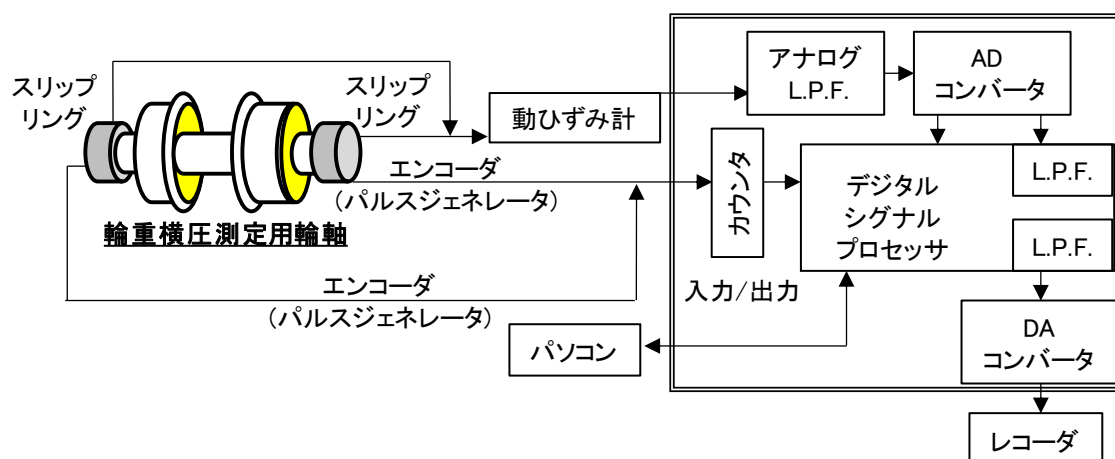 スリップ
リング
スリップ
リング
輪重横圧測定用輪軸
動ひずみ計
エンコーダ
(パルスジェネレータ)
エンコーダ
(パルスジェネレータ)
アナログ
L.P.F.
AD
コンバータ
カウンタ
デジタル
シグナル
プロセッサ
L.P.F.
L.P.F.
入力/出力
パソコン
DA
コンバータ
レコーダ